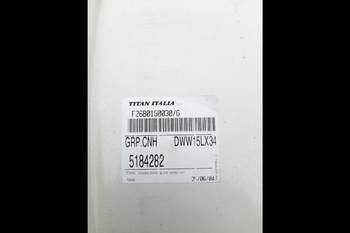 TITAN ITALIA
F2680150030/G
GRP.CNH DWW15LX34
5184282